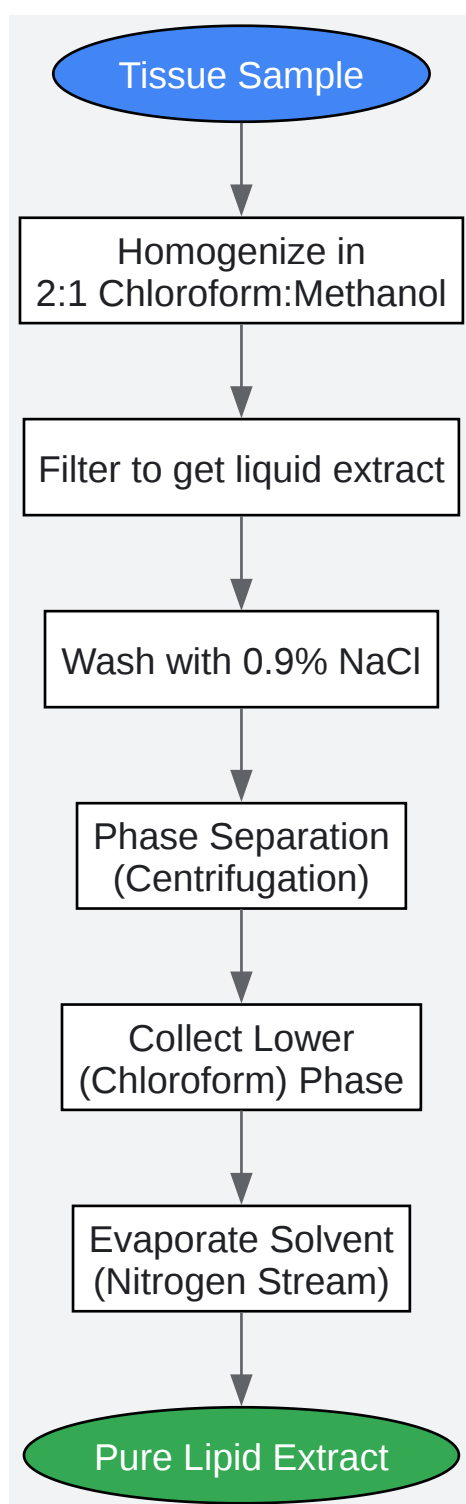 Tissue Sample
Homogenize in
2:1 Chloroform:Methanol
Filter to get liquid extract
Wash with 0.9% NaCl
Phase Separation
(Centrifugation)
Collect Lower
(Chloroform) Phase
Evaporate Solvent
(Nitrogen Stream)
Pure Lipid Extract